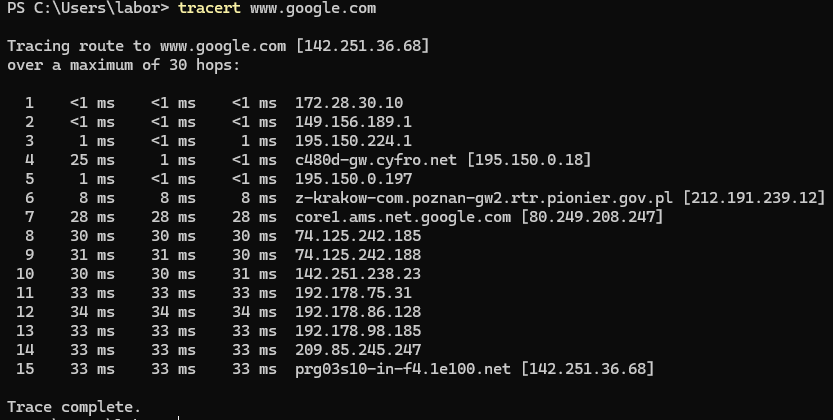 PS C:\Users\labor> tracert www.google.com
Tracing route to www.google.com [142.251.36.68]
over a maximum of 30 hops:
1 <1 ms <1 ms <1 ms 172.28.30.10
2 <1 ms <1 ms <1 ms 149.156.189.1
3 1 ms <1 ms 1 ms 195.150.224.1
4 25 ms 1 ms <1 ms c480d-gw.cyfro.net [195.150.0.18]
5 1 ms <1 ms <1 ms 195.150.0.197
6 8 ms 8 ms 8 ms z-krakow-com.poznan-gw2.rtr.pionier.gov.pl [212.191.239.12]
7 28 ms 28 ms 28 ms core1.ams.net.google.com [80.249.208.247]
8 30 ms 30 ms 30 ms 74.125.242.185
9 31 ms 31 ms 30 ms 74.125.242.188
10 30 ms 30 ms 31 ms 142.251.238.23
11 33 ms 33 ms 33 ms 192.178.75.31
12 34 ms 34 ms 34 ms 192.178.86.128
13 33 ms 33 ms 33 ms 192.178.98.185
14 33 ms 33 ms 33 ms 209.85.245.247
15 33 ms 33 ms 33 ms prg03s10-in-f4.1e100.net [142.251.36.68]
Trace complete.